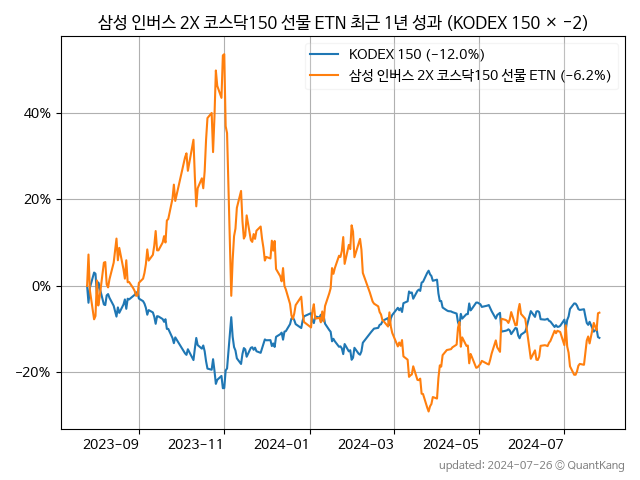 삼성 인버스 2X 코스닥150 선물 ETN 최근 1년 성과 (KODEX 150 × −2)
KODEX 150 (−12.0%)
삼성 인버스 2X 코스닥150 선물 ETN (−6.2%)
40%
20%
0%
−20%
2023−09
2023−11
2024−01
2024−03
2024−05
2024−07
updated: 2024-07-26 © QuantKang